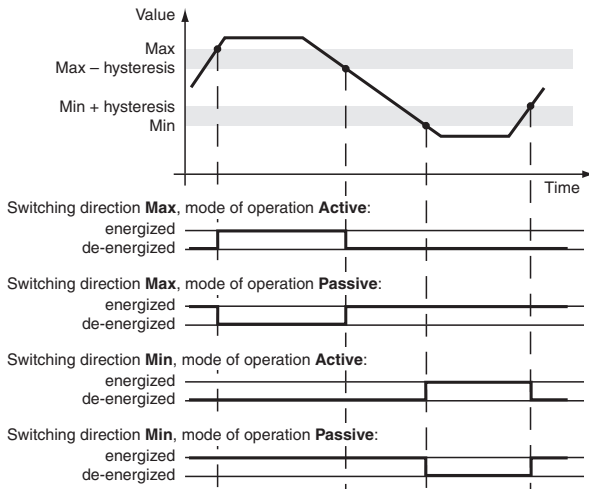 Value
Max
Max – hysteresis
Min + hysteresis
Min
Time
Switching direction Max, mode of operation Active:
energized
de-energized
Switching direction Max, mode of operation Passive:
energized
de-energized
Switching direction Min, mode of operation Active:
energized
de-energized
Switching direction Min, mode of operation Passive:
energized
de-energized